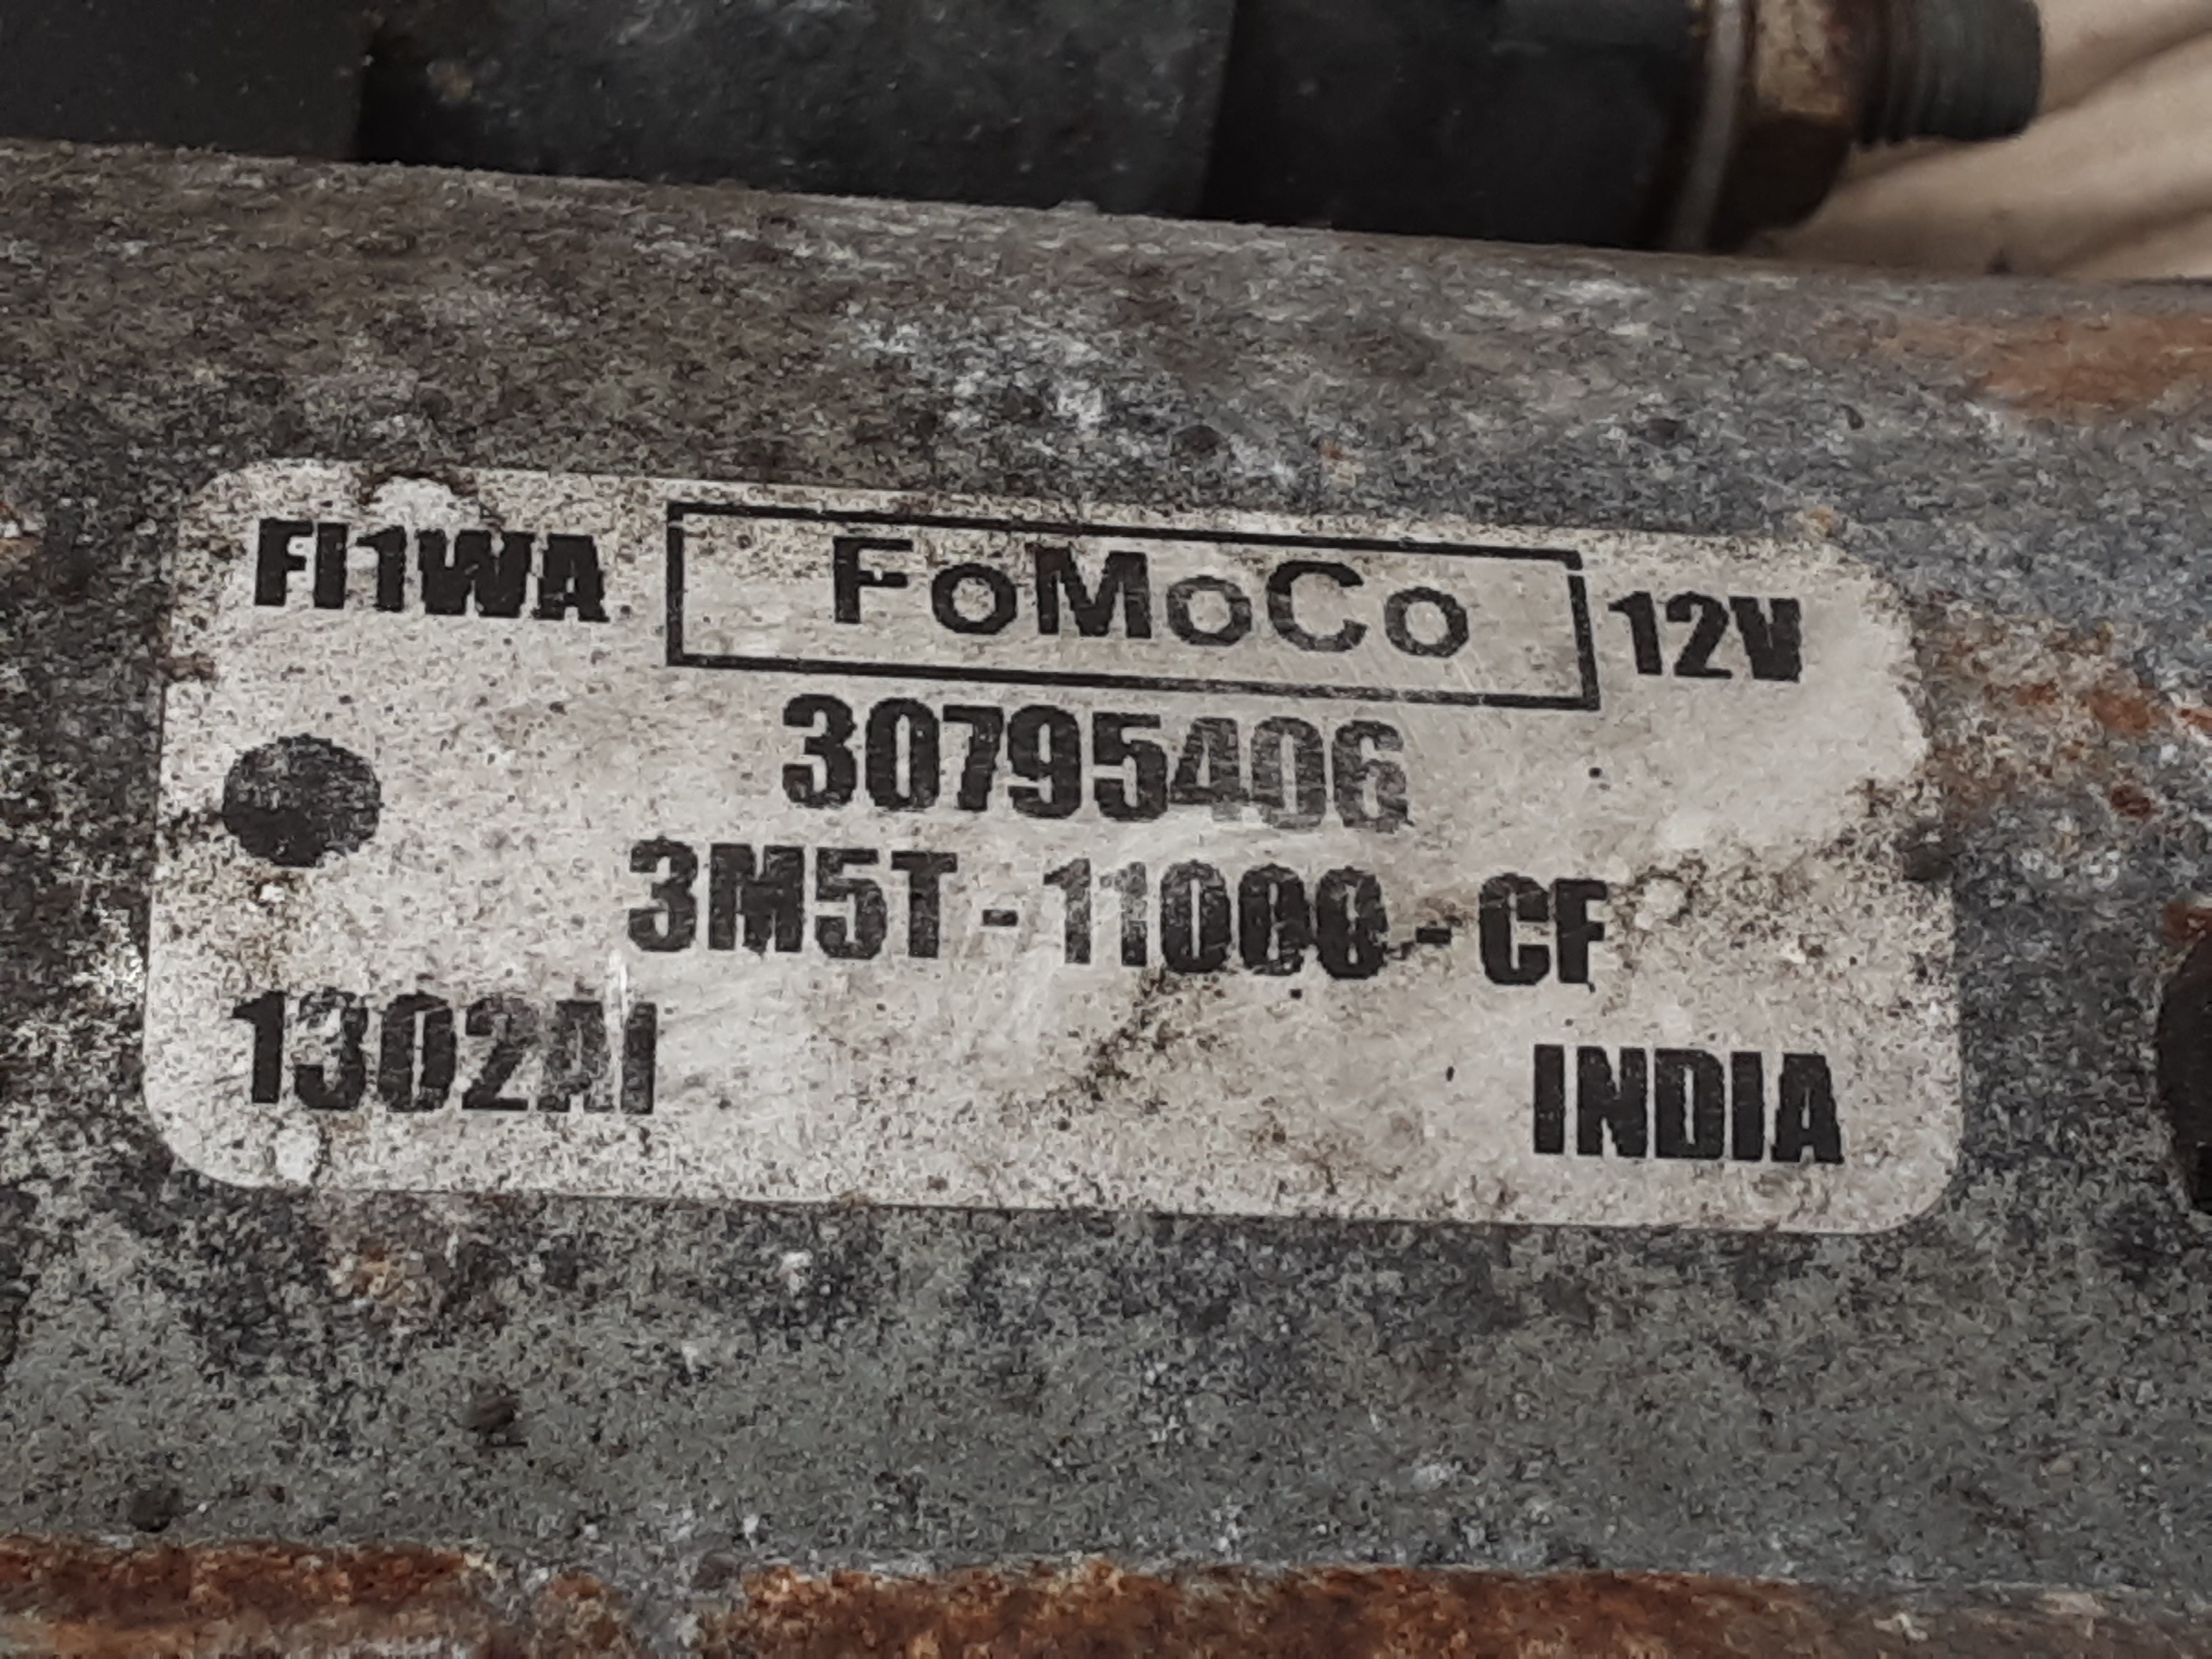 FI1WA FoMoCo 12V
30795406
3M5T - 11000 - CF
1302AI
INDIA